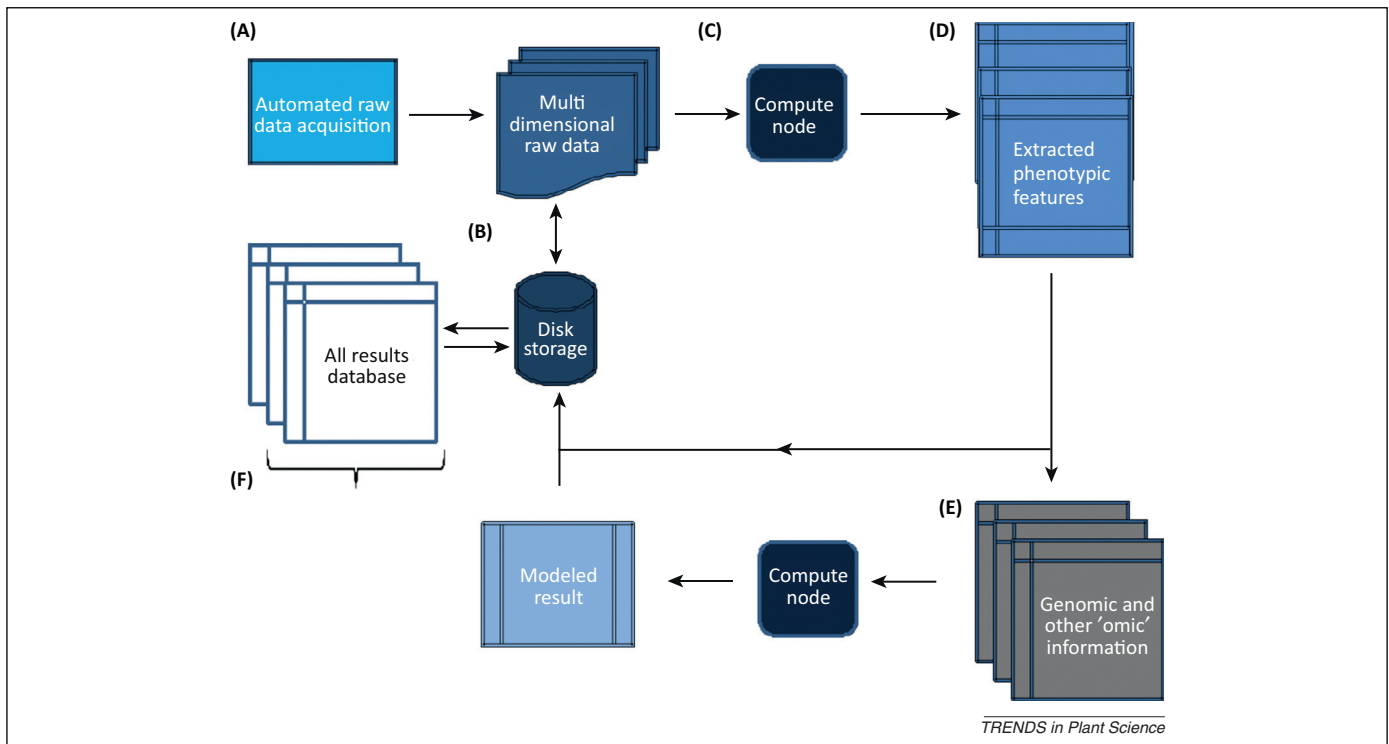 (A)
(C)
(D)
Automated raw
data acquisition
Multi
dimensional
raw data
Compute
node
Extracted
phenotypic
features
(B)
Disk
storage
All results
database
(F)
(E)
Modeled
result
Compute
node
Genomic and
other ′omic′
information
TRENDS in Plant Science